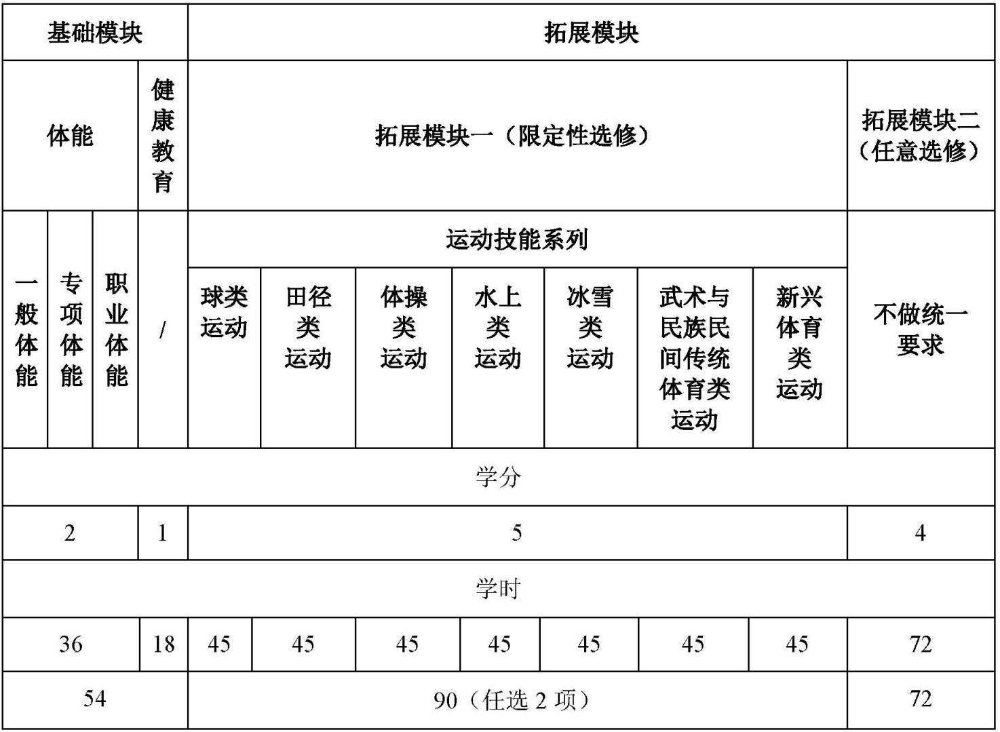 基础模块
拓展模块
体能
健
康
教
育
拓展模块一（限定性选修）
拓展模块二
（任意选修）
一
般
体
能
专
项
体
能
职
业
体
能
/
运动技能系列
球类
运动
田径
类
运动
体操
类
运动
水上
类
运动
冰雪
类
运动
武术与
民族民
间传统
体育类
运动
新兴
体育
类
运动
不做统一
要求
学分
2
1
5
4
学时
36
18
45
45
45
45
45
45
45
72
54
90（任选 2 项）
72